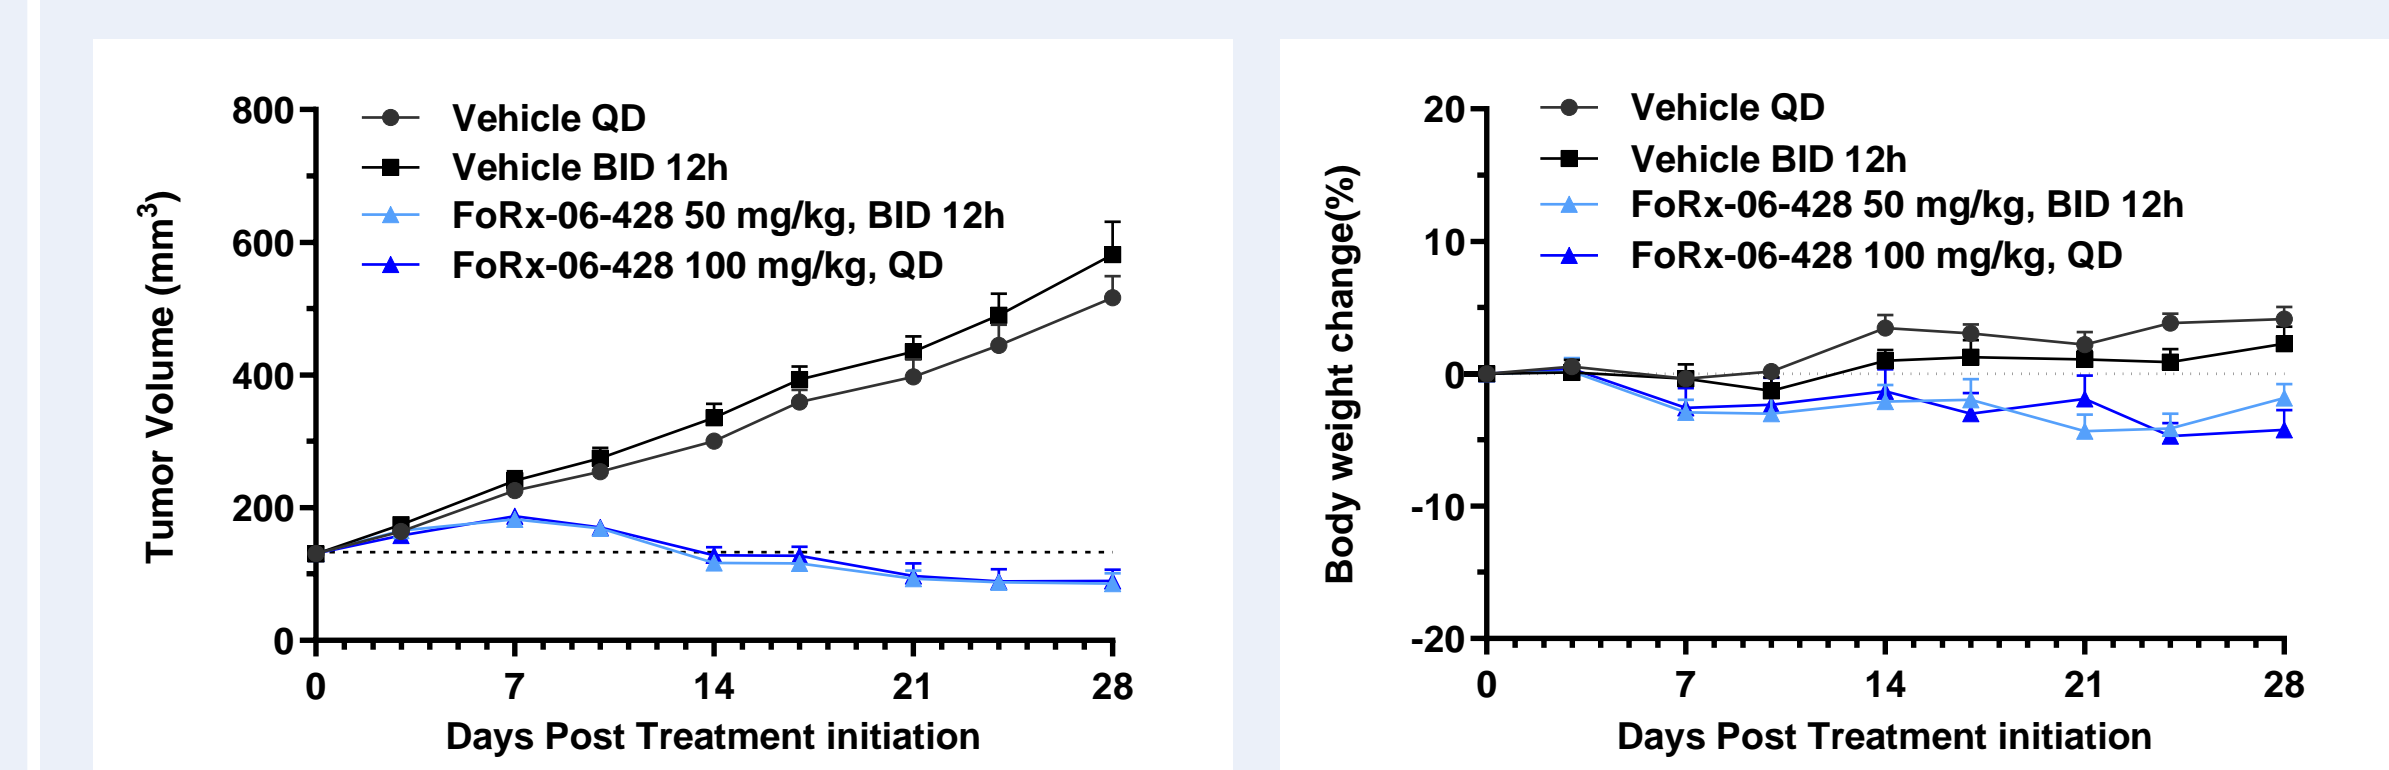 800
600
400
200
0
Tumor Volume (mm³)
Vehicle QD
Vehicle BID 12h
FoRx-06-428 50 mg/kg, BID 12h
FoRx-06-428 100 mg/kg, QD
0 7 14 21 28
Days Post Treatment initiation
20
10
0
-10
-20
Body weight change(%)
Vehicle QD
Vehicle BID 12h
FoRx-06-428 50 mg/kg, BID 12h
FoRx-06-428 100 mg/kg, QD
0 7 14 21 28
Days Post Treatment initiation